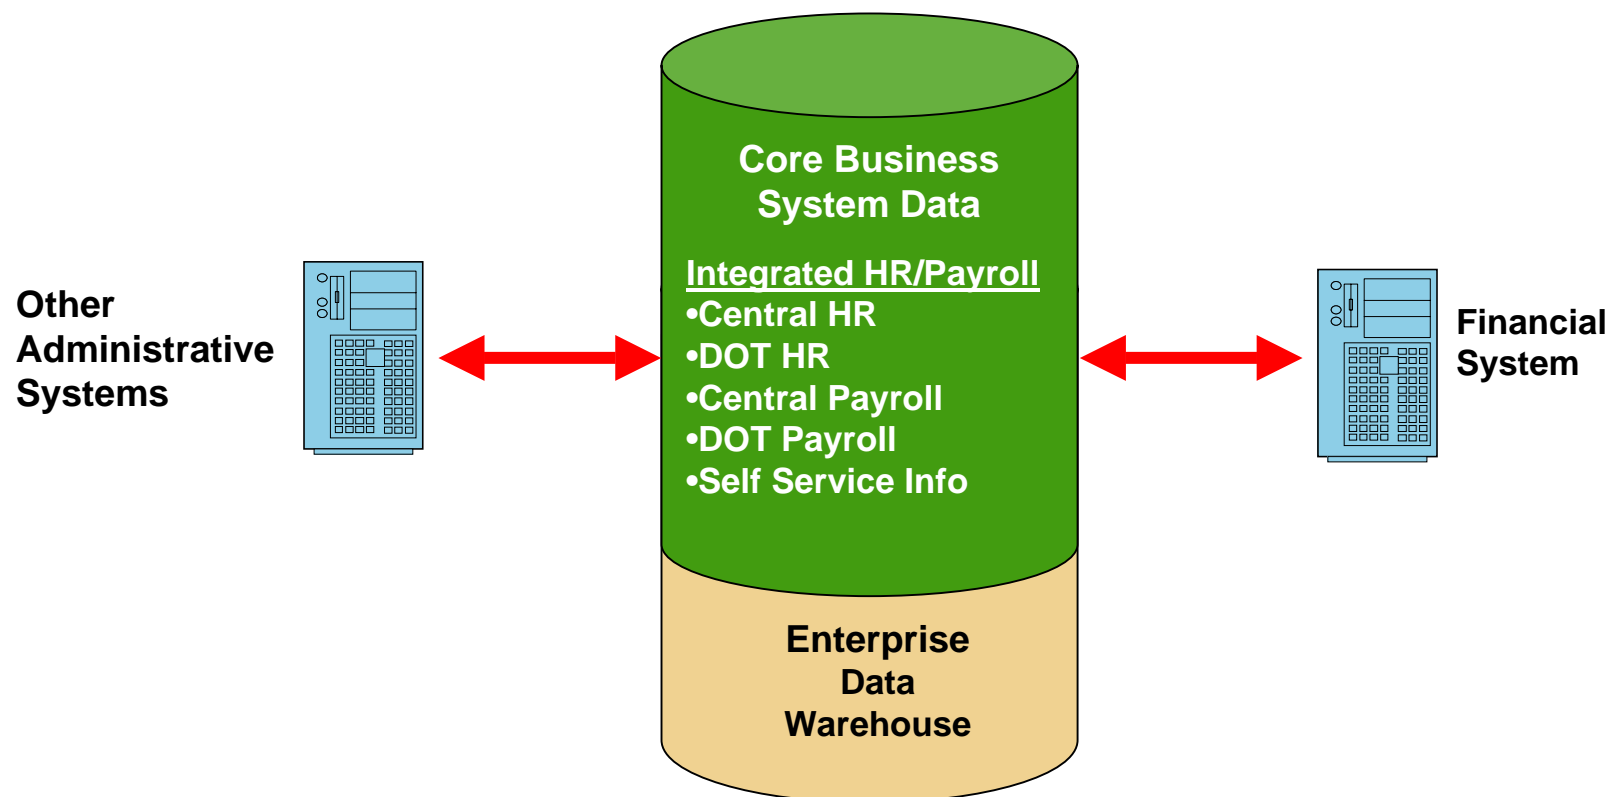 Core Business
System Data
Integrated HR/Payroll
•Central HR
•DOT HR
•Central Payroll
•DOT Payroll
•Self Service Info
Enterprise
Data
Warehouse
Other
Administrative
Systems
Financial
System